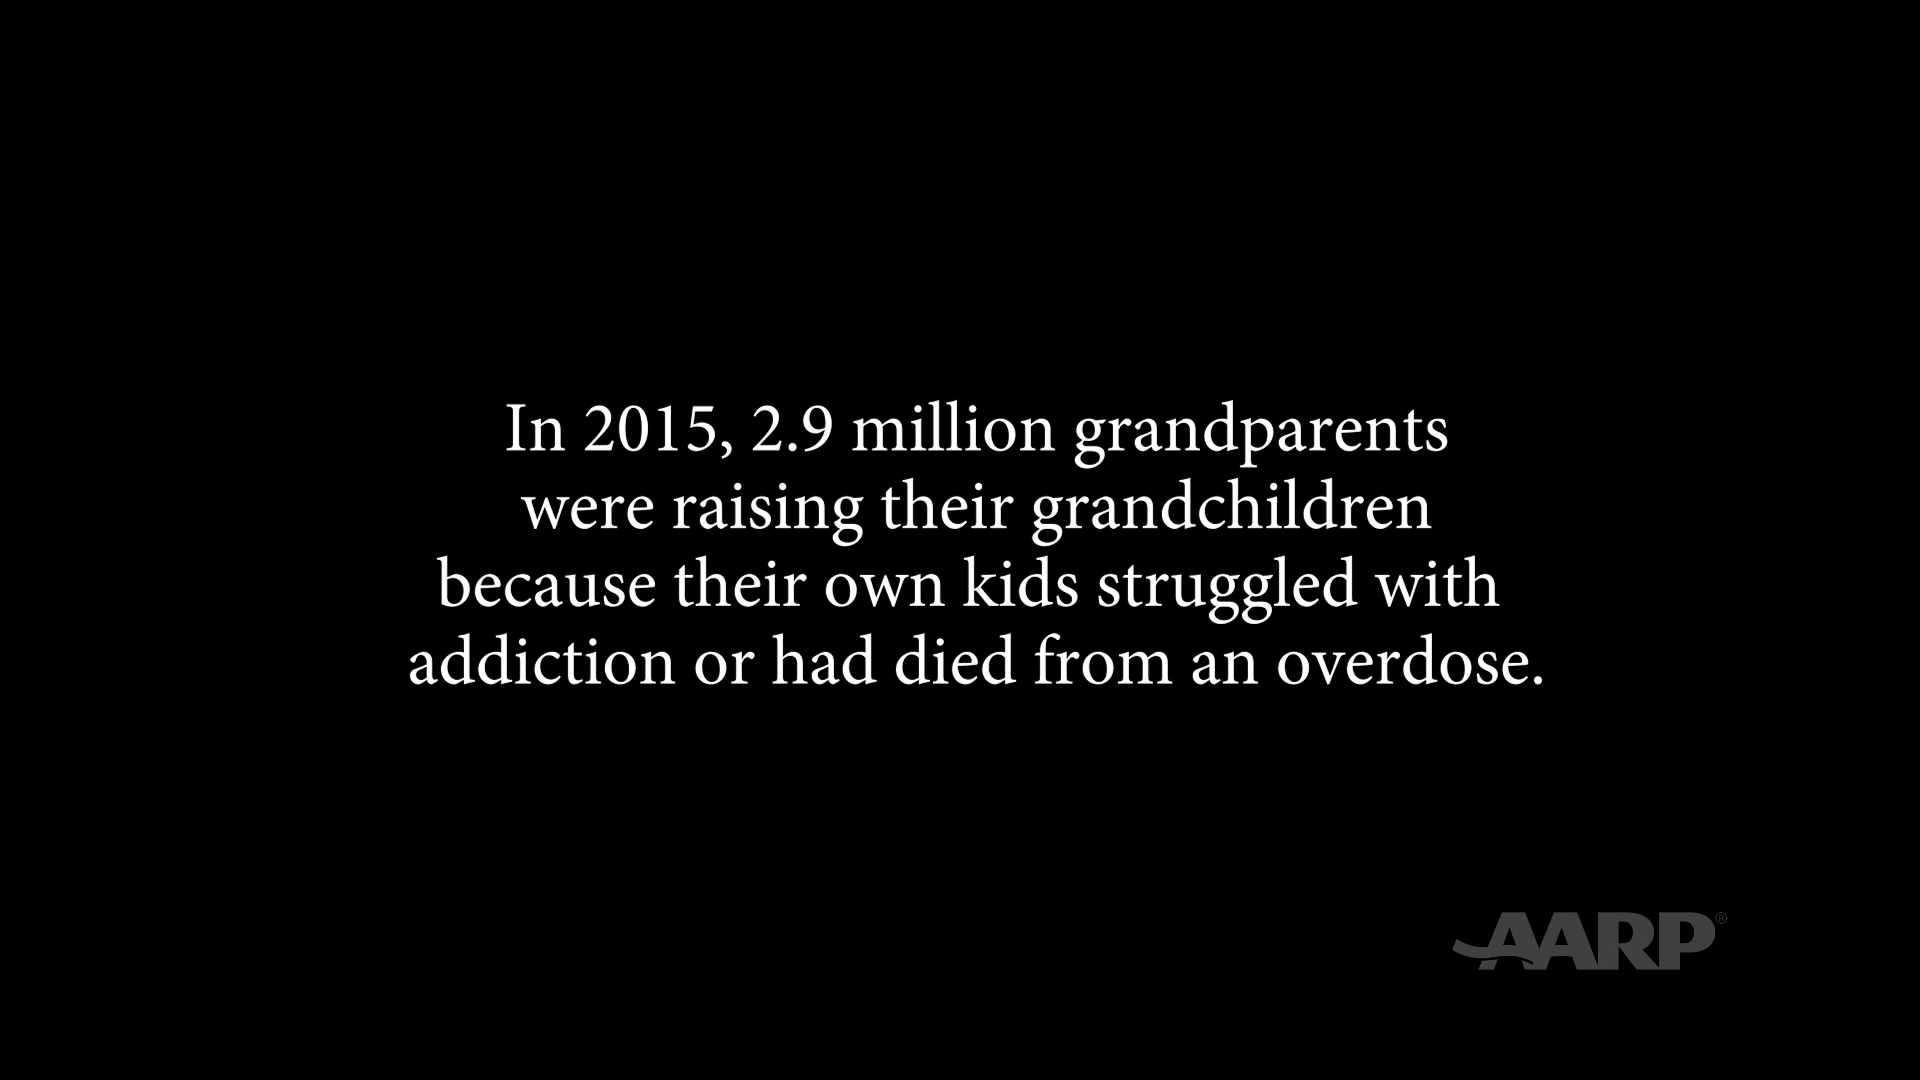 In 2015, 2.9 million grandparents
were raising their grandchildren
because their own kids struggled with
addiction or had died from an overdose.
AARP®